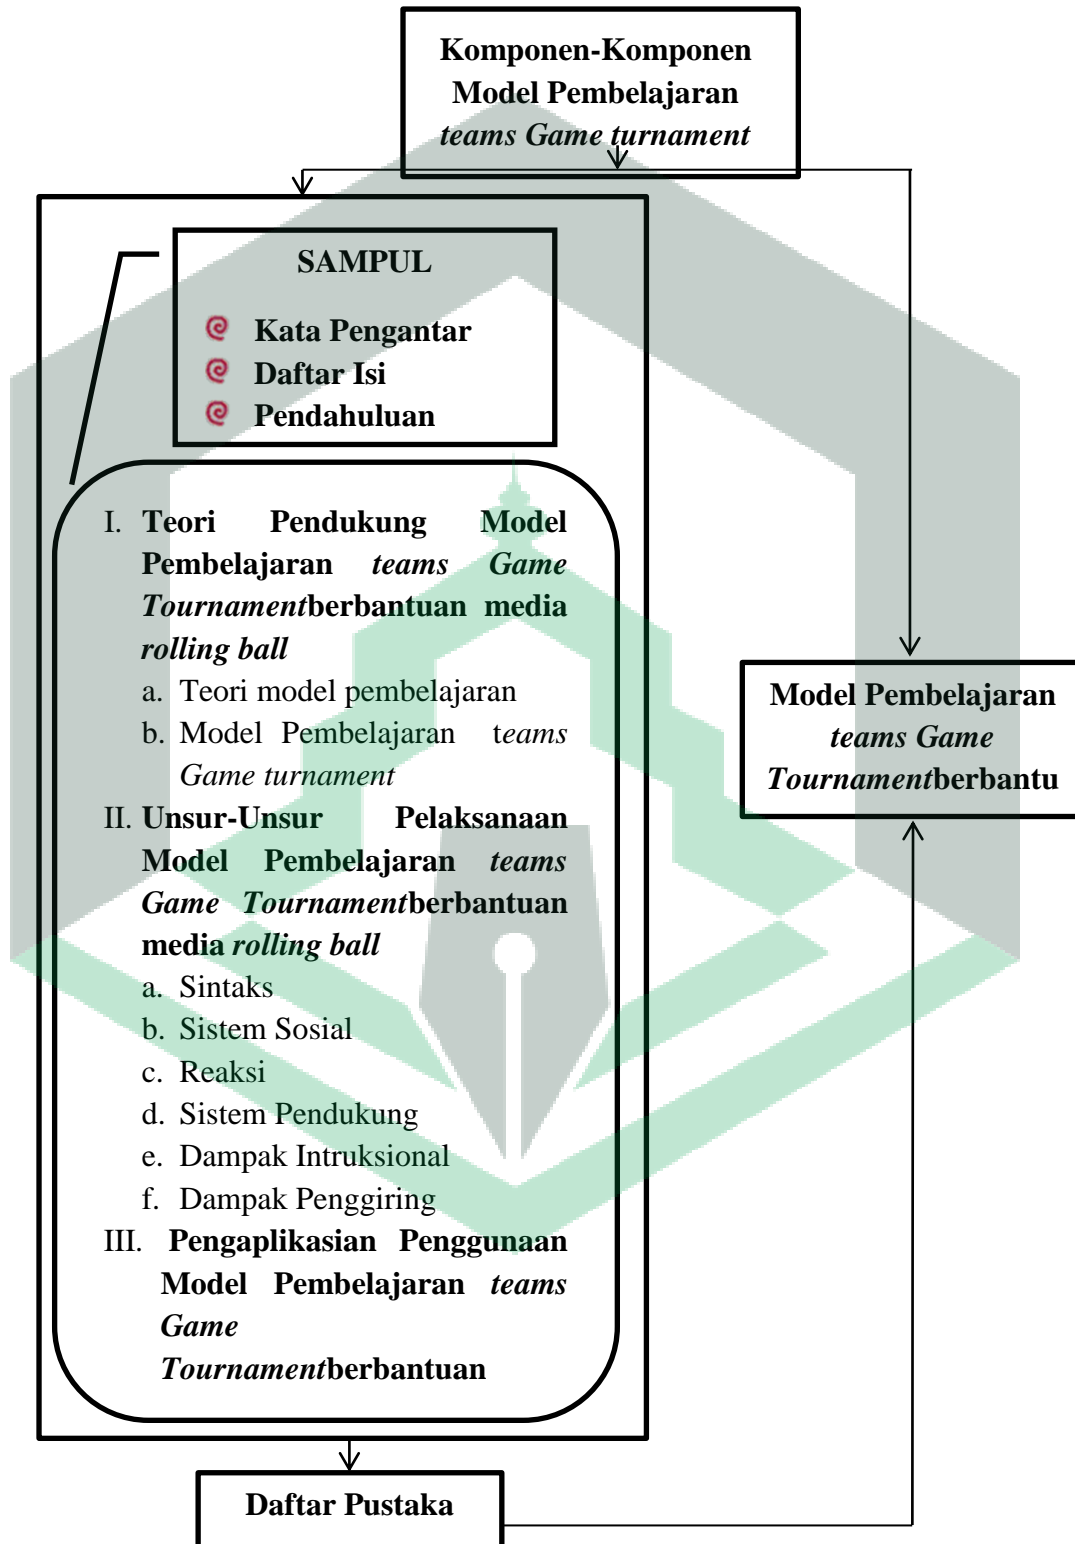 Komponen-Komponen
Model Pembelajaran
teams Game turnament
SAMPUL
Kata Pengantar
Daftar Isi
Pendahuluan
I. Teori Pendukung Model
Pembelajaran teams Game
Tournamentberbantuan media
rolling ball
a. Teori model pembelajaran
b. Model Pembelajaran teams
Game turnament
II. Unsur-Unsur Pelaksanaan
Model Pembelajaran teams
Game Tournamentberbantuan
media rolling ball
a. Sintaks
b. Sistem Sosial
c. Reaksi
d. Sistem Pendukung
e. Dampak Intruksional
f. Dampak Penggiring
III. Pengaplikasian Penggunaan
Model Pembelajaran teams
Game
Tournamentberbantuan
Model Pembelajaran
teams Game
Tournamentberbantu
Daftar Pustaka